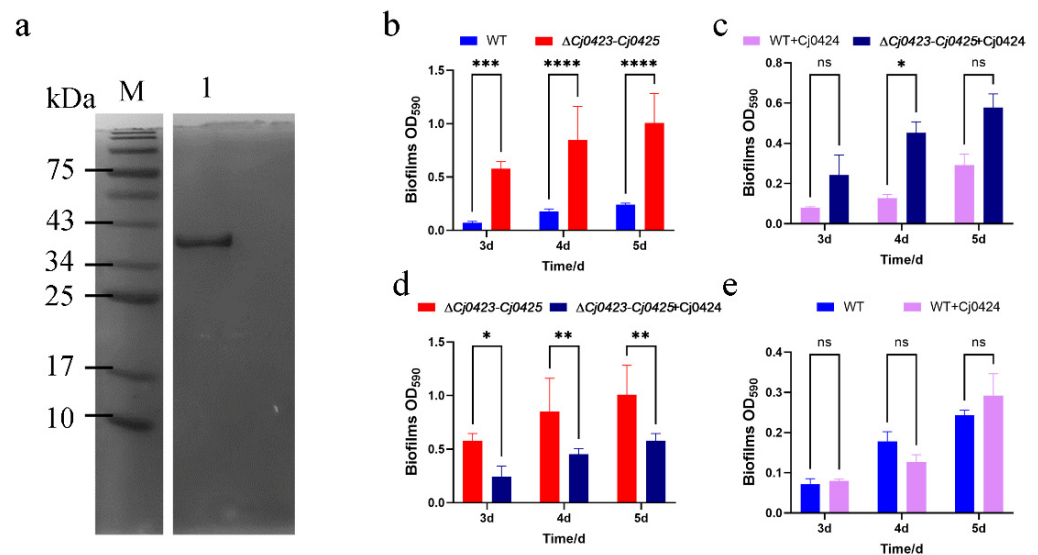 a
kDa M 1
75
43
34
25
17
10
b
WT ΔCj0423-Cj0425
*** **** ****
1.5
1.0
0.5
0.0
Biofilms OD590
3d 4d 5d
Time/d
c
WT+Cj0424 ΔCj0423-Cj0425+Cj0424
ns * ns
0.8
0.6
0.4
0.2
0.0
Biofilms OD590
3d 4d 5d
Time/d
d
ΔCj0423-Cj0425 ΔCj0423-Cj0425+Cj0424
* ** **
1.5
1.0
0.5
0.0
Biofilms OD590
3d 4d 5d
Time/d
e
WT WT+Cj0424
ns ns ns
0.4
0.3
0.2
0.1
0.0
Biofilms OD590
3d 4d 5d
Time/d